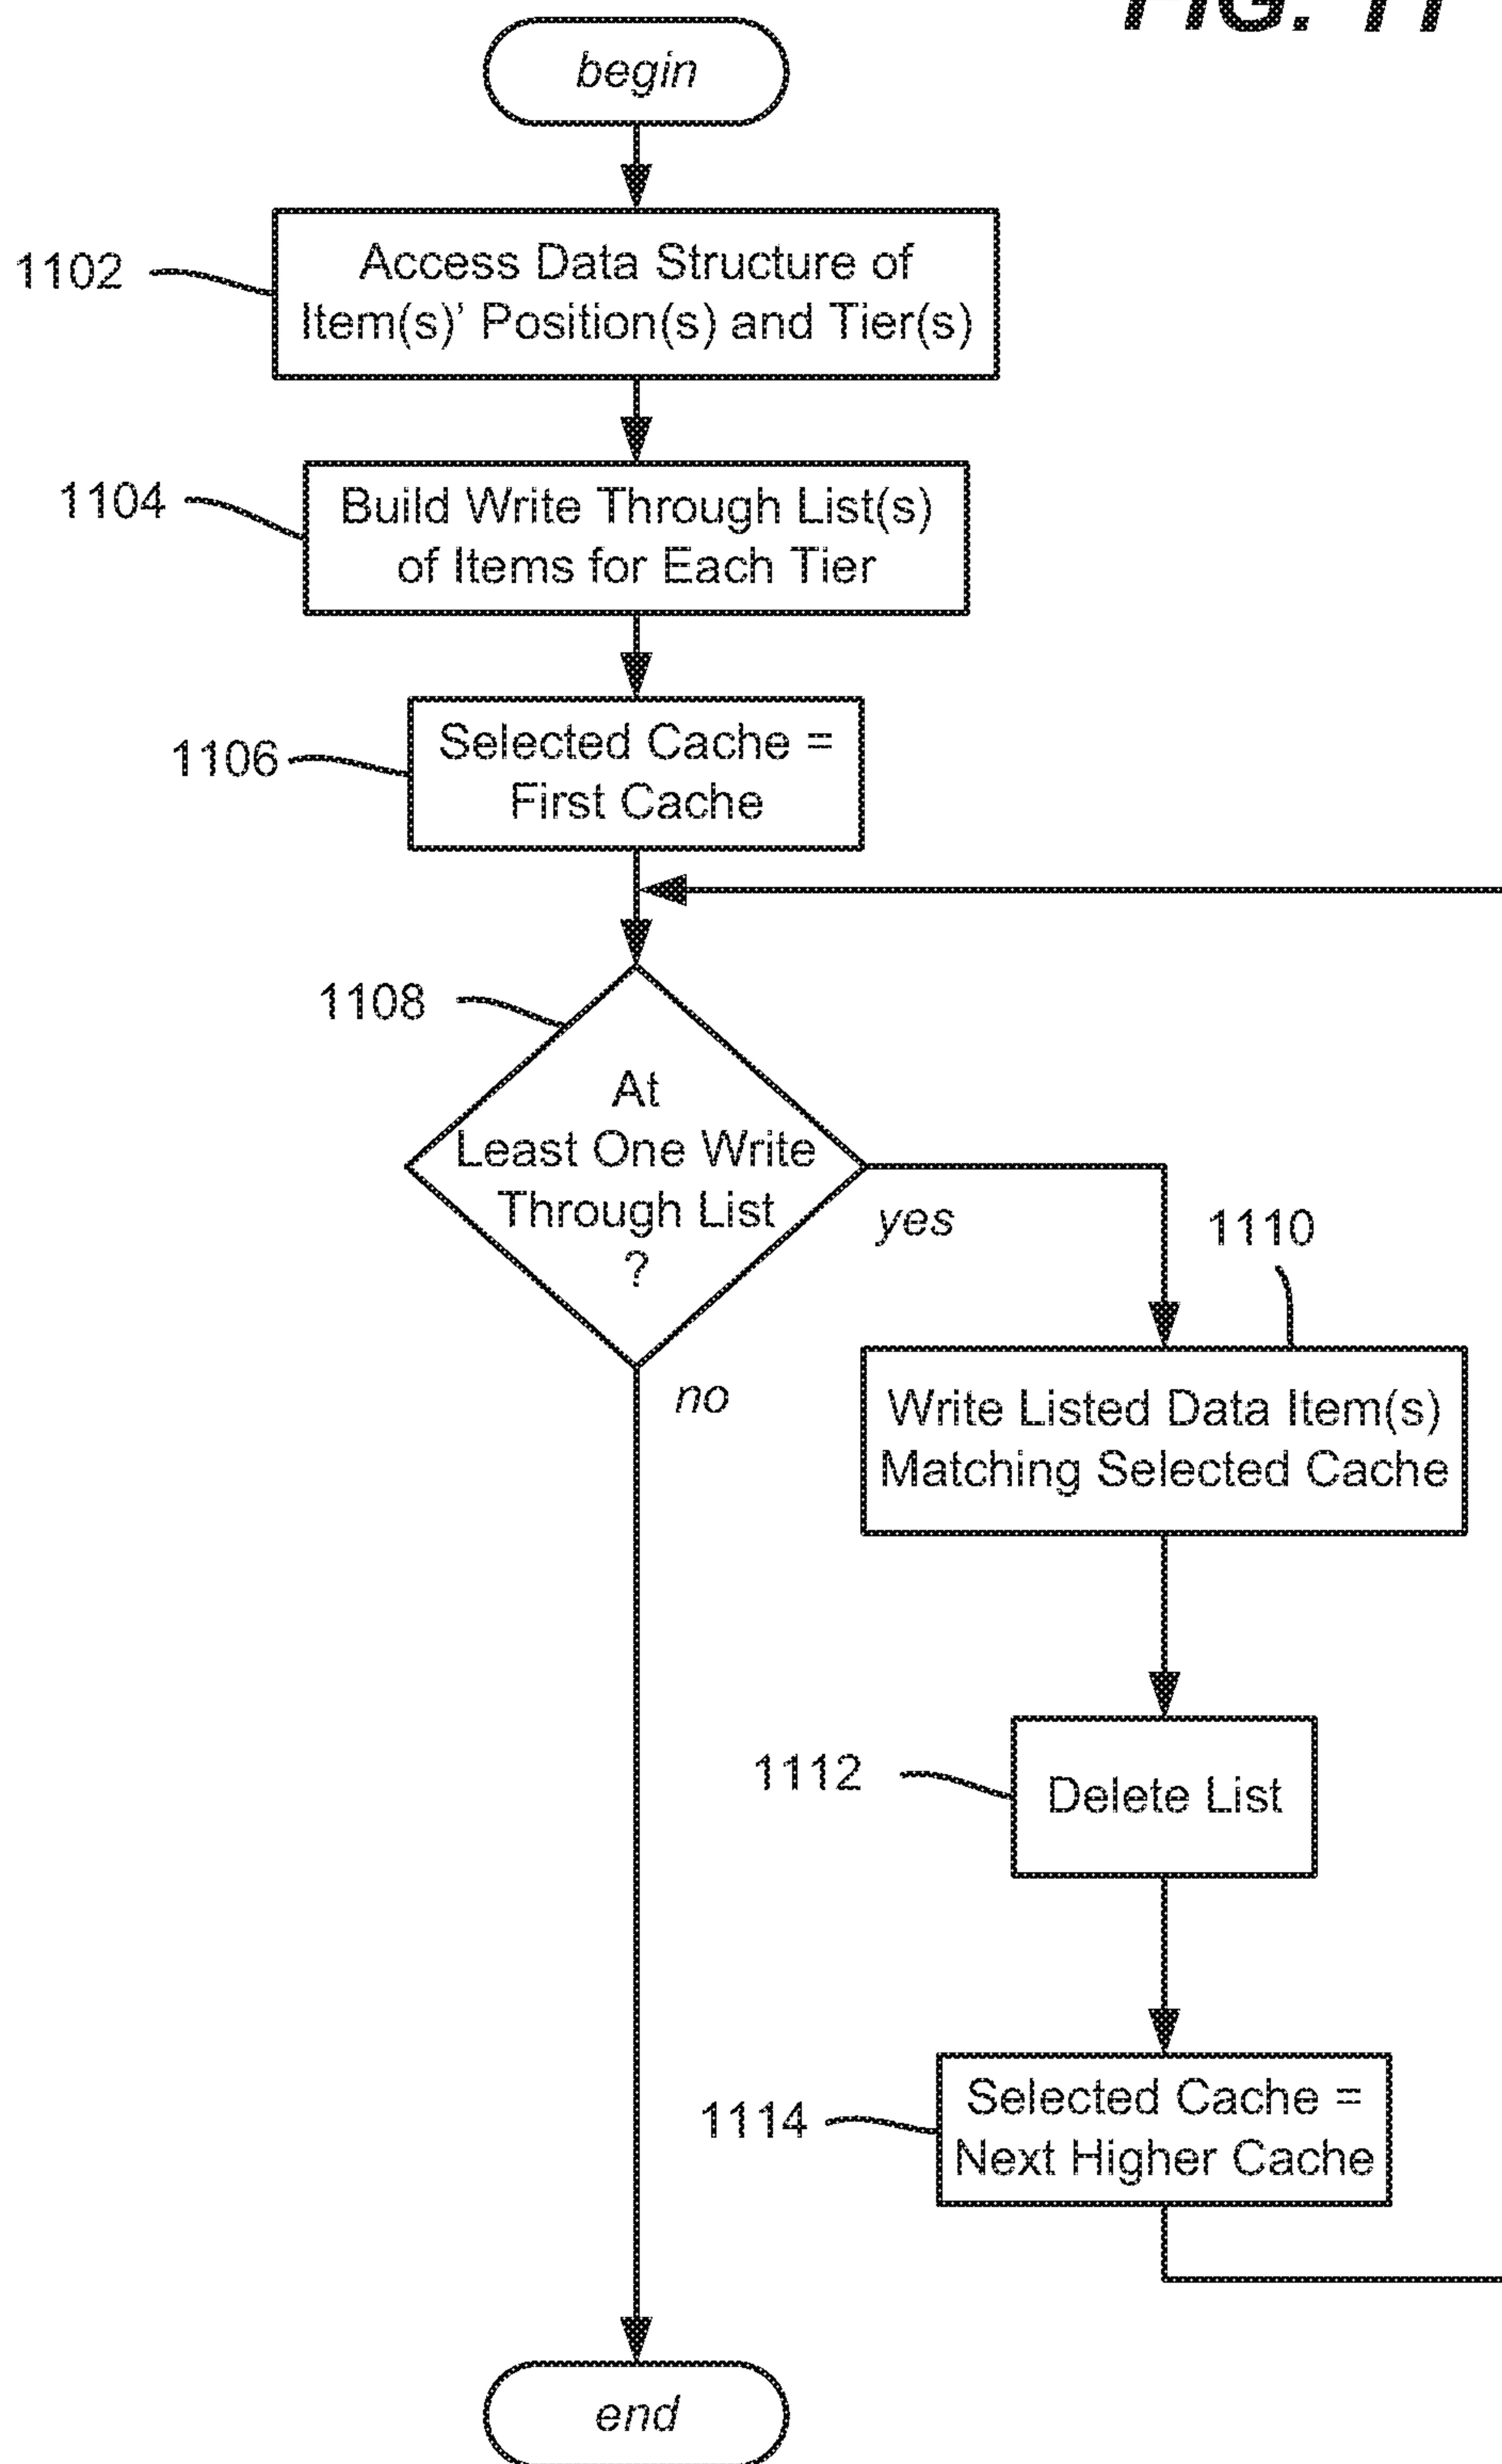 FIG. 11
begin
1102
Access Data Structure of
Item(s)' Position(s) and Tier(s)
1104
Build Write Through List(s)
of Items for Each Tier
1106
Selected Cache =
First Cache
1108
At
Least One Write
Through List
?
yes
no
1110
Write Listed Data Item(s)
Matching Selected Cache
1112
Delete List
1114
Selected Cache =
Next Higher Cache
end